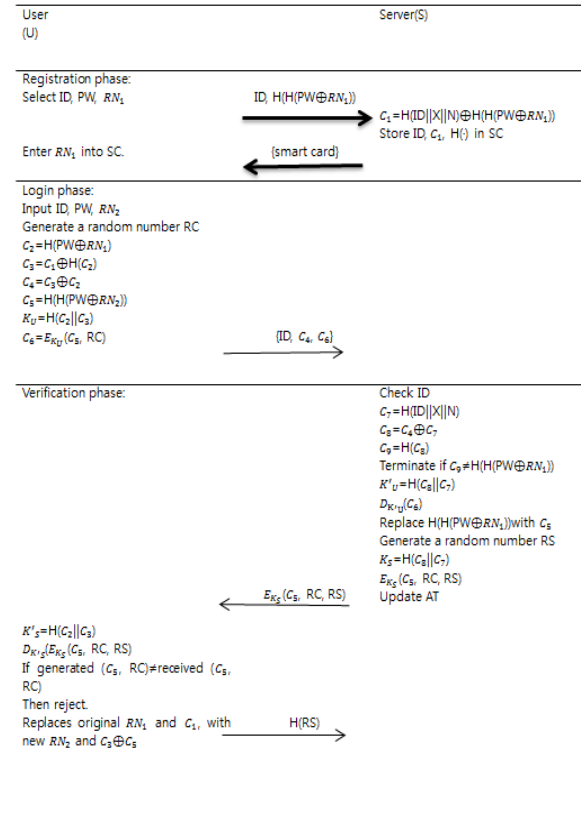 User Server(S)
(U)
Registration phase:
Select ID, PW, RN₁ ID, H(H(PW⊕RN₁))
C₁=H(ID||X||N)⊕H(H(PW⊕RN₁))
Store ID, C₁, H(·) in SC
Enter RN₁ into SC. {smart card}
Login phase:
Input ID, PW, RN₂
Generate a random number RC
C₂=H(PW⊕RN₁)
C₃=C₁⊕H(C₂)
C₄=C₃⊕C₂
C₅=H(H(PW⊕RN₂))
K_U=H(C₂||C₃)
C₆=E_{K_U}(C₅, RC) {ID, C₄, C₆}
Verification phase: Check ID
C₇=H(ID||X||N)
C₈=C₄⊕C₇
C₉=H(C₈)
Terminate if C₉≠H(H(PW⊕RN₁))
K'_U=H(C₈||C₇)
D_{K'_U}(C₆)
Replace H(H(PW⊕RN₁))with C₅
Generate a random number RS
K_S=H(C₈||C₇)
E_{K_S}(C₅, RC, RS)
E_{K_S}(C₅, RC, RS) Update AT
K'_S=H(C₂||C₃)
D_{K'_S}(E_{K_S}(C₅, RC, RS)
If generated (C₅, RC)≠received (C₅,
RC)
Then reject.
Replaces original RN₁ and C₁, with H(RS)
new RN₂ and C₃⊕C₅